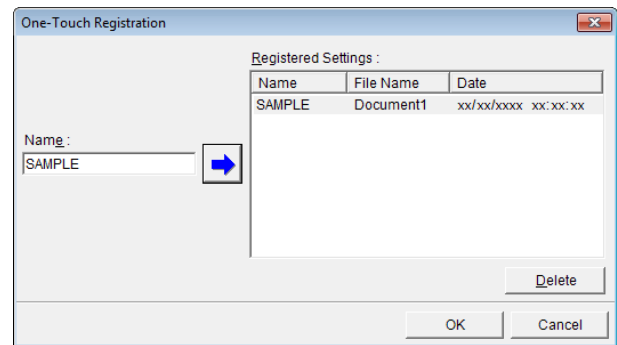 One-Touch Registration
Registered Settings :
Name File Name Date
SAMPLE Document1 xx/xx/xxxx xx:xx:xx
Name :
SAMPLE
Delete
OK Cancel